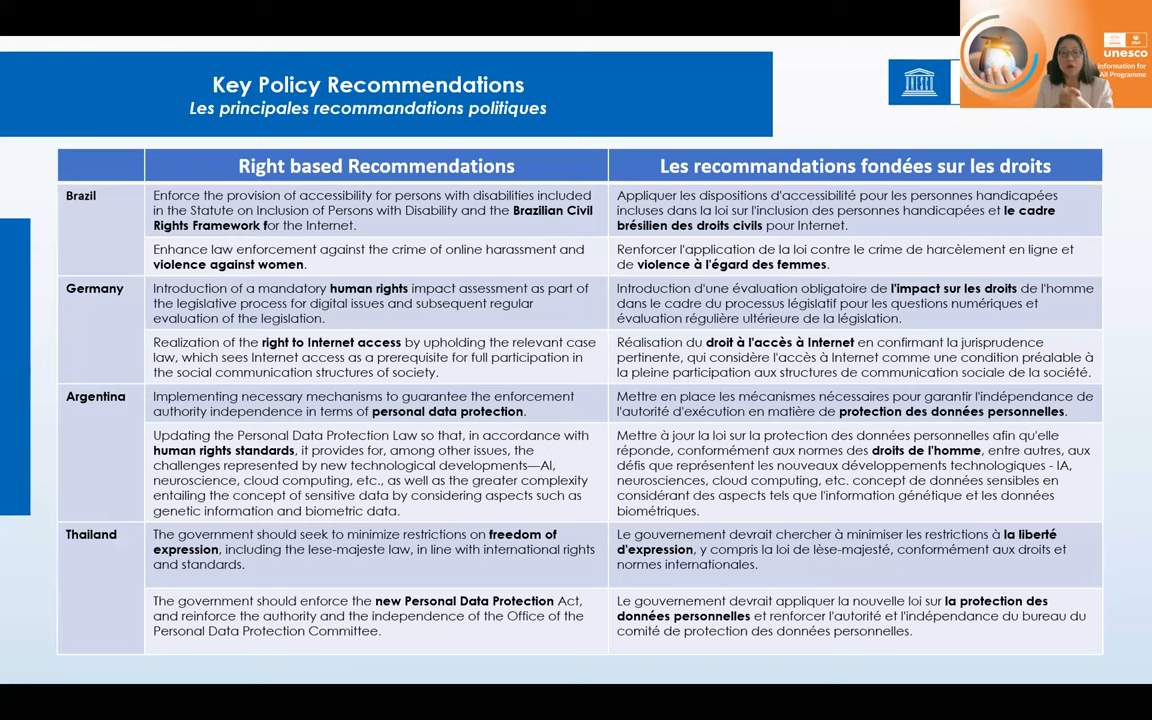 Key Policy Recommendations
Les principales recommandations politiques
unesco
Information for
All Programme
Right based Recommendations
Les recommandations fondées sur les droits
Brazil
Enforce the provision of accessibility for persons with disabilities included
in the Statute on Inclusion of Persons with Disability and the Brazilian Civil
Rights Framework for the Internet.
Appliquer les dispositions d'accessibilité pour les personnes handicapées
incluses dans la loi sur l'inclusion des personnes handicapées et le cadre
brésilien des droits civils pour Internet.
Enhance law enforcement against the crime of online harassment and
violence against women.
Renforcer l'application de la loi contre le crime de harcèlement en ligne et
de violence à l'égard des femmes.
Germany
Introduction of a mandatory human rights impact assessment as part of
the legislative process for digital issues and subsequent regular
evaluation of the legislation.
Introduction d'une évaluation obligatoire de l'impact sur les droits de l'homme
dans le cadre du processus législatif pour les questions numériques et
évaluation régulière ultérieure de la législation.
Realization of the right to Internet access by upholding the relevant case
law, which sees Internet access as a prerequisite for full participation in
the social communication structures of society.
Réalisation du droit à l'accès à Internet en confirmant la jurisprudence
pertinente, qui considère l'accès à Internet comme une condition préalable à
la pleine participation aux structures de communication sociale de la société.
Argentina
Implementing necessary mechanisms to guarantee the enforcement
authority independence in terms of personal data protection.
Mettre en place les mécanismes nécessaires pour garantir l'indépendance de
l'autorité d'exécution en matière de protection des données personnelles.
Updating the Personal Data Protection Law so that, in accordance with
human rights standards, it provides for, among other issues, the
challenges represented by new technological developments—AI,
neuroscience, cloud computing, etc., as well as the greater complexity
entailing the concept of sensitive data by considering aspects such as
genetic information and biometric data.
Mettre à jour la loi sur la protection des données personnelles afin qu'elle
réponde, conformément aux normes des droits de l'homme, entre autres, aux
défis que représentent les nouveaux développements technologiques - IA,
neurosciences, cloud computing, etc. concept de données sensibles en
considérant des aspects tels que l'information génétique et les données
biométriques.
Thailand
The government should seek to minimize restrictions on freedom of
expression, including the lese-majeste law, in line with international rights
and standards.
Le gouvernement devrait chercher à minimiser les restrictions à la liberté
d'expression, y compris la loi de lèse-majesté, conformément aux droits et
normes internationales.
The government should enforce the new Personal Data Protection Act,
and reinforce the authority and the independence of the Office of the
Personal Data Protection Committee.
Le gouvernement devrait appliquer la nouvelle loi sur la protection des
données personnelles et renforcer l'autorité et l'indépendance du bureau du
comité de protection des données personnelles.